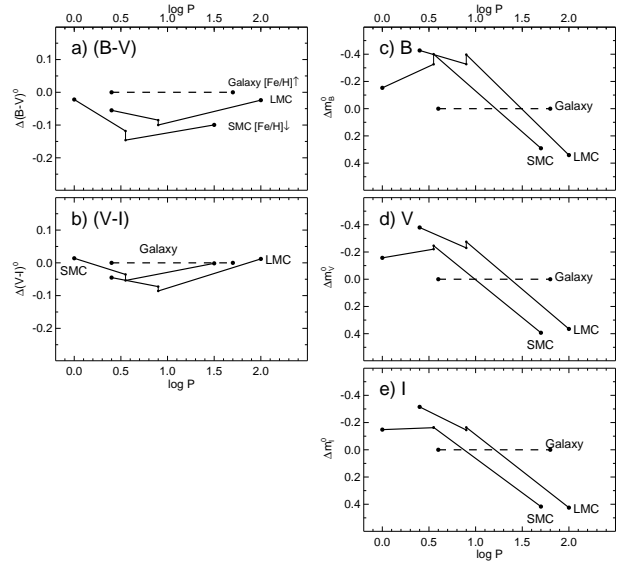 log P
0.0 0.5 1.0 1.5 2.0
a) (B-V)
0.1
0.0
-0.1
-0.2
Δ(B-V)⁰
Galaxy [Fe/H]↑
LMC
SMC [Fe/H]↓
b) (V-I)
0.1
0.0
-0.1
-0.2
Δ(V-I)⁰
Galaxy
SMC
LMC
0.0 0.5 1.0 1.5 2.0
log P
log P
0.0 0.5 1.0 1.5 2.0
c) B
-0.4
-0.2
0.0
0.2
0.4
Δm⁰B
Galaxy
SMC
LMC
d) V
-0.4
-0.2
0.0
0.2
0.4
Δm⁰V
Galaxy
SMC
LMC
e) I
-0.4
-0.2
0.0
0.2
0.4
Δm⁰I
Galaxy
SMC
LMC
0.0 0.5 1.0 1.5 2.0
log P